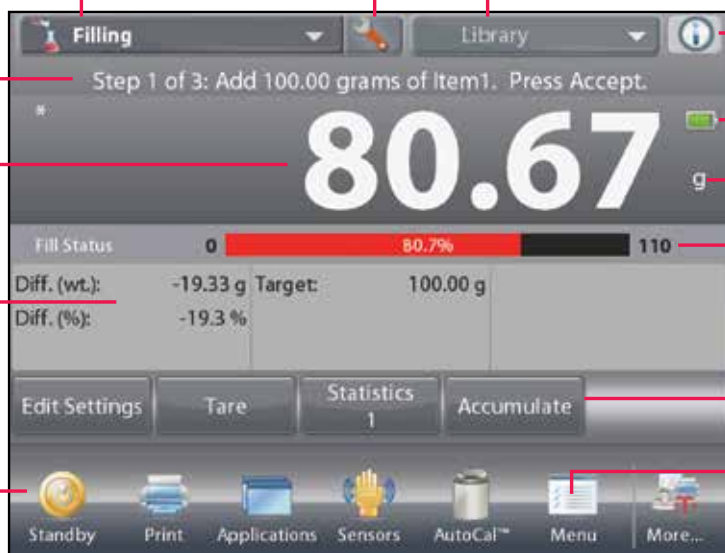 Filling
Library
Step 1 of 3: Add 100.00 grams of Item1. Press Accept.
*
80.67
g
Fill Status 0 80.7% 110
Diff. (wt.): -19.33 g Target: 100.00 g
Diff. (%): -19.3 %
Edit Settings Tare Statistics Accumulate
1
Standby Print Applications Sensors AutoCal™ Menu More...